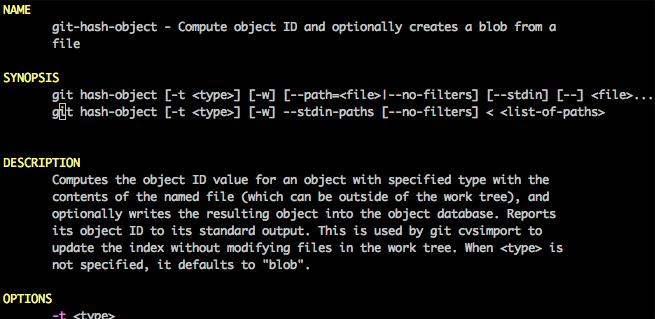 NAME
git-hash-object - Compute object ID and optionally creates a blob from a
file
SYNOPSIS
git hash-object [-t <type>] [-w] [--path=<file>|--no-filters] [--stdin] [--] <file>...
git hash-object [-t <type>] [-w] --stdin-paths [--no-filters] < <list-of-paths>
DESCRIPTION
Computes the object ID value for an object with specified type with the
contents of the named file (which can be outside of the work tree), and
optionally writes the resulting object into the object database. Reports
its object ID to its standard output. This is used by git cvsimport to
update the index without modifying files in the work tree. When <type> is
not specified, it defaults to "blob".
OPTIONS
-t <type>